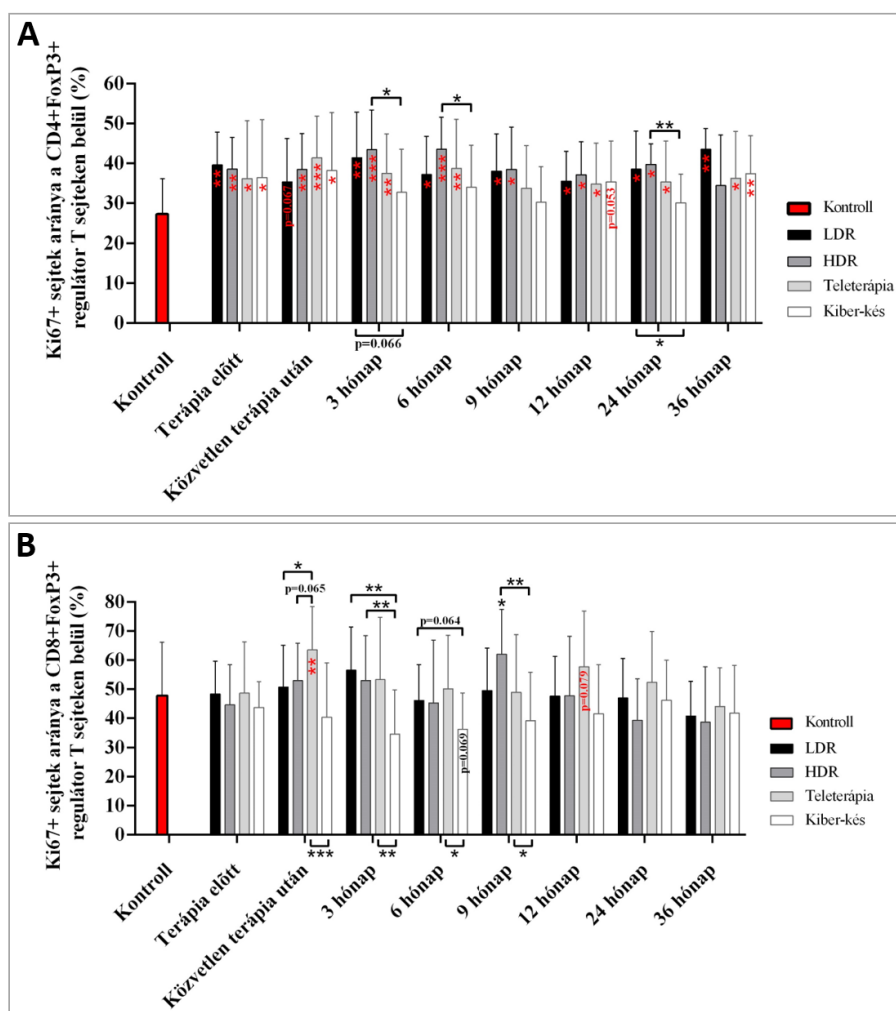 A
Ki67+ sejtek aránya a CD4+FoxP3+
regulátor T sejteken belül (%)
60
50
40
30
20
10
0
* * **
** ** * *
p=0.067 ** *** *
** *** **
* *** **
* *
* * * p=0.053
* * *
** * **
p=0.066 *
Kontroll
Terápia előtt
Közvetlen terápia után
3 hónap
6 hónap
9 hónap
12 hónap
24 hónap
36 hónap
Kontroll
LDR
HDR
Teleterápia
Kiber-kés
B
Ki67+ sejtek aránya a CD8+FoxP3+
regulátor T sejteken belül (%)
80
70
60
50
40
30
20
10
0
*
p=0.065
**
**
**
p=0.064
p=0.069
**
*
p=0.079
*** ** * *
Kontroll
Terápia előtt
Közvetlen terápia után
3 hónap
6 hónap
9 hónap
12 hónap
24 hónap
36 hónap
Kontroll
LDR
HDR
Teleterápia
Kiber-kés